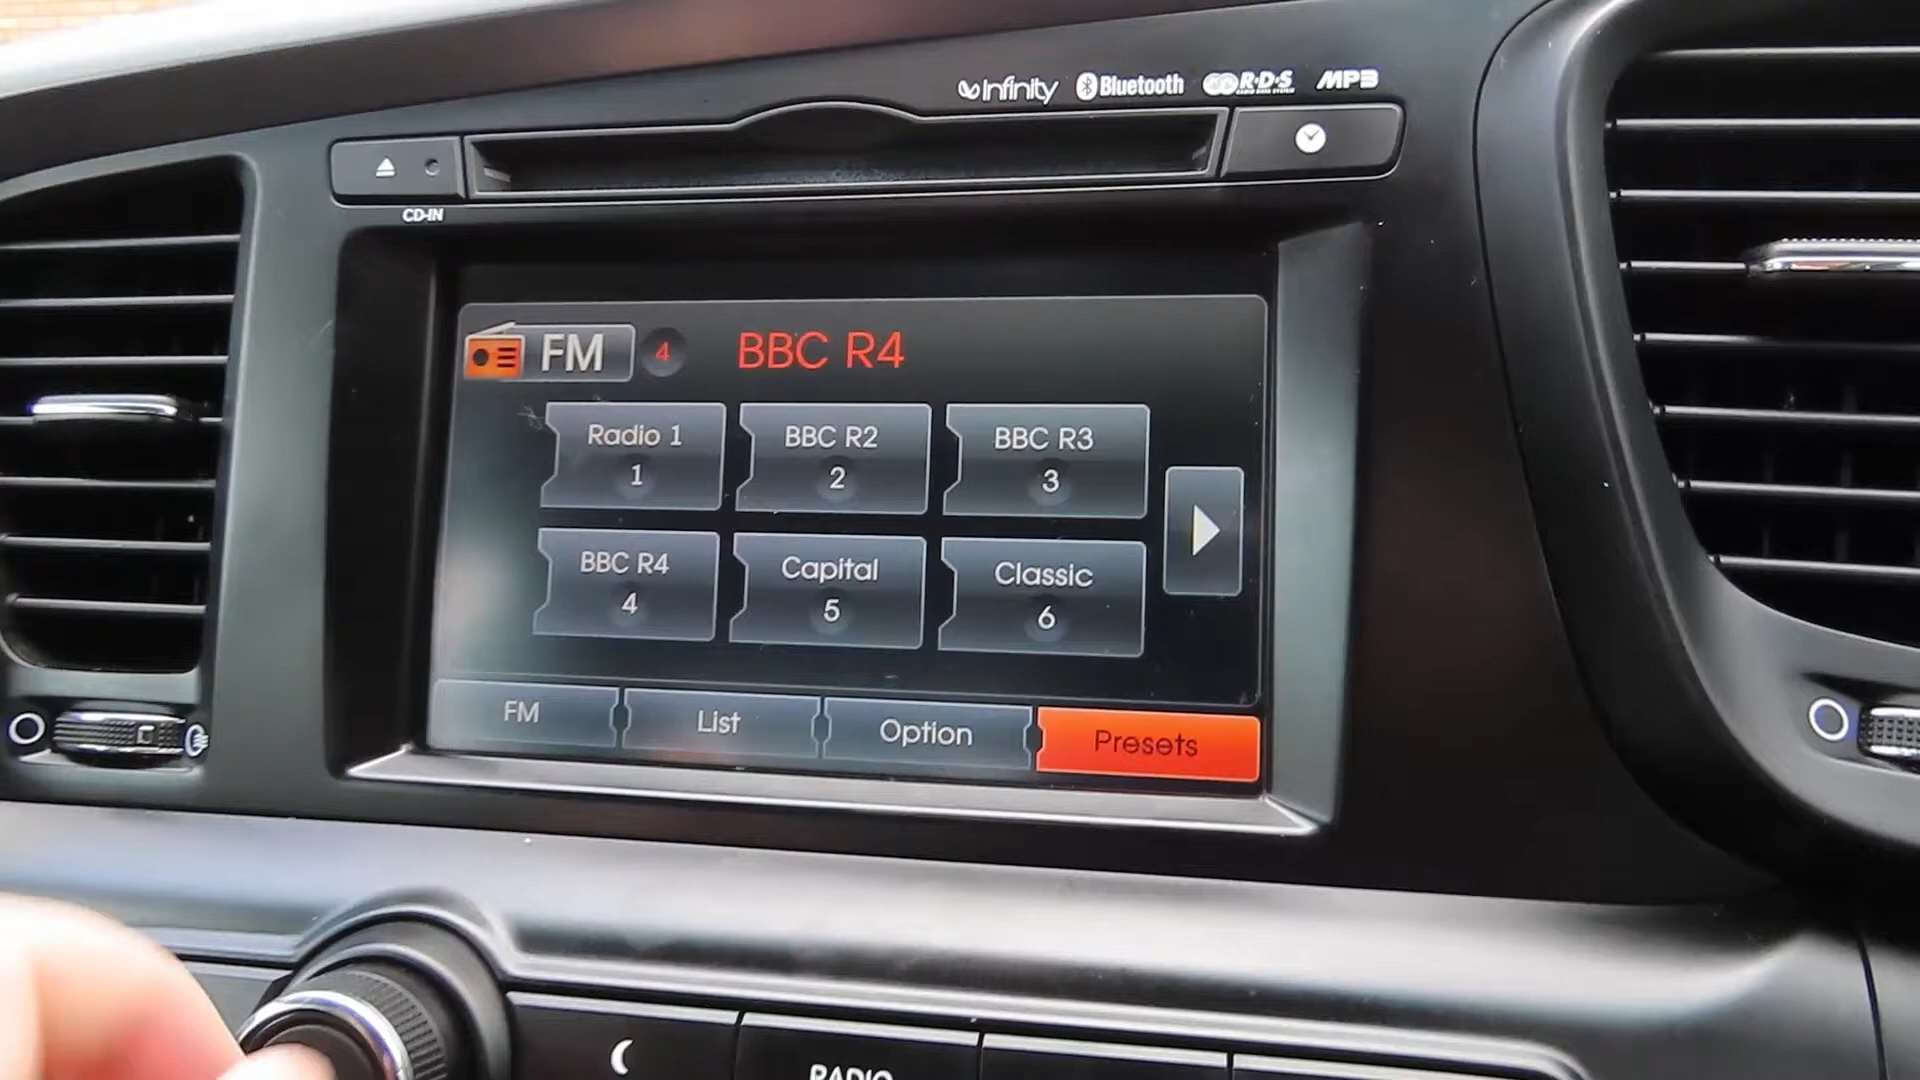 infinity Bluetooth R·D·S MP3
CD-IN
FM 4 BBC R4
Radio 1
1
BBC R2
2
BBC R3
3
BBC R4
4
Capital
5
Classic
6
FM List Option Presets
RADIO